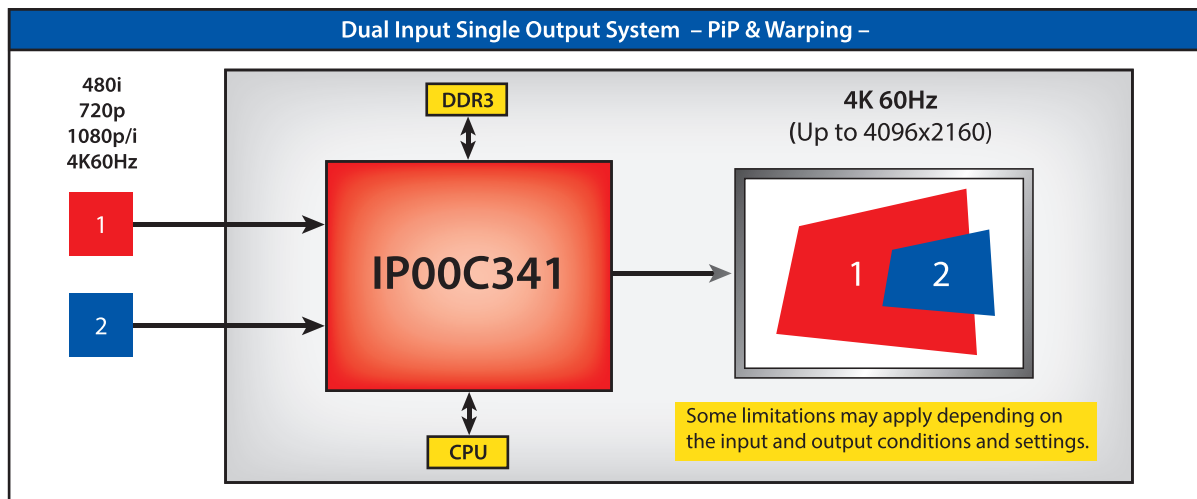 Dual Input Single Output System – PiP & Warping –
480i
720p
1080p/i
4K60Hz
1
2
DDR3
IP00C341
CPU
4K 60Hz
(Up to 4096x2160)
1
2
Some limitations may apply depending on
the input and output conditions and settings.